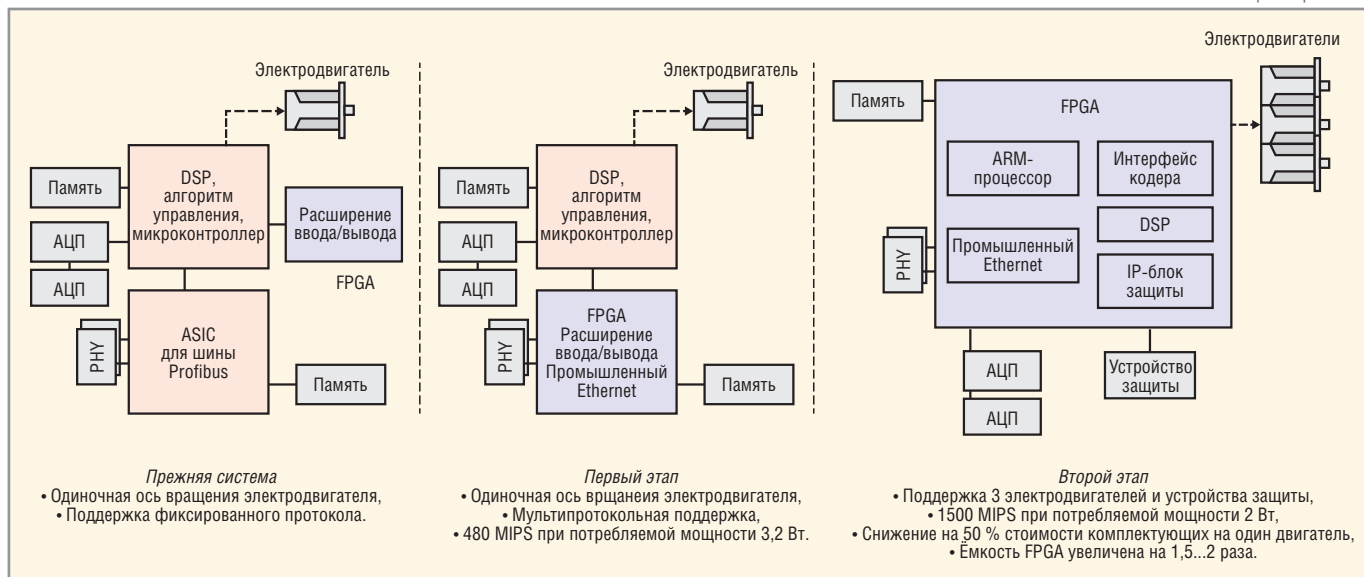 Электродвигатель
Память
DSP,
алгоритм
управления,
микроконтроллер
Расширение
ввода/вывода
FPGA
АЦП
АЦП
PHY
ASIC
для шины
Profibus
Память
Прежняя система
• Одиночная ось вращения электродвигателя,
• Поддержка фиксированного протокола.
Электродвигатель
Память
DSP,
алгоритм
управления,
микроконтроллер
АЦП
АЦП
PHY
FPGA
Расширение
ввода/вывода
Промышленный
Ethernet
Память
Первый этап
• Одиночная ось врщанеия электродвигателя,
• Мультипротокольная поддержка,
• 480 MIPS при потребляемой мощности 3,2 Вт.
Электродвигатели
Память
FPGA
ARM-
процессор
Интерфейс
кодера
DSP
PHY
Промышленный
Ethernet
IP-блок
защиты
АЦП
АЦП
Устройство
защиты
Второй этап
• Поддержка 3 электродвигателей и устройства защиты,
• 1500 MIPS при потребляемой мощности 2 Вт,
• Снижение на 50 % стоимости комплектующих на один двигатель,
• Ёмкость FPGA увеличена на 1,5...2 раза.